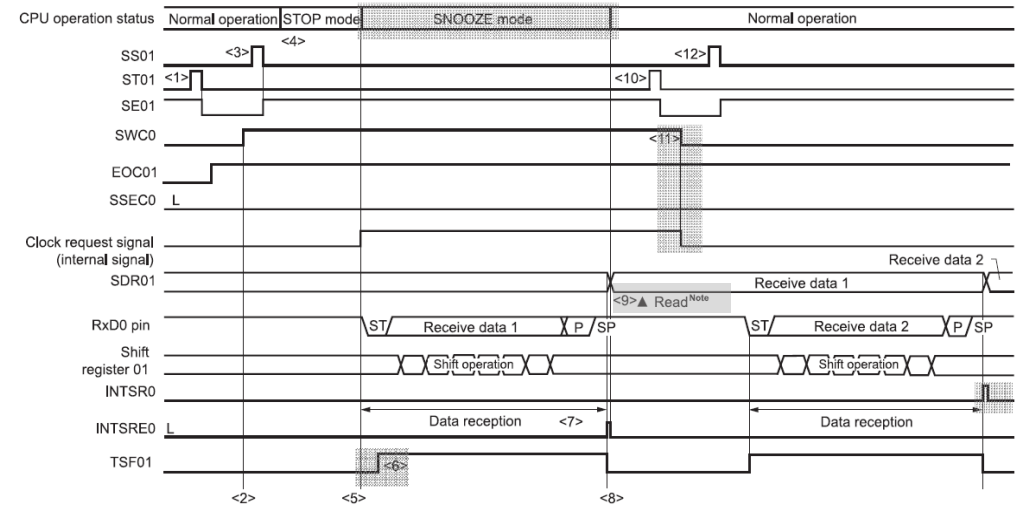 CPU operation status Normal operation STOP mode SNOOZE mode Normal operation
<4>
SS01 <3> <12>
ST01 <1> <10>
SE01
SWC0 <11>
EOC01
SSEC0 L
Clock request signal
(internal signal)
Receive data 2
SDR01 Receive data 1
<9>▲ Read Note
RxD0 pin ST Receive data 1 P SP ST Receive data 2 P SP
Shift
register 01 Shift operation Shift operation
INTSR0
Data reception <7> Data reception
INTSRE0 L
TSF01 <6>
<2> <5> <8>